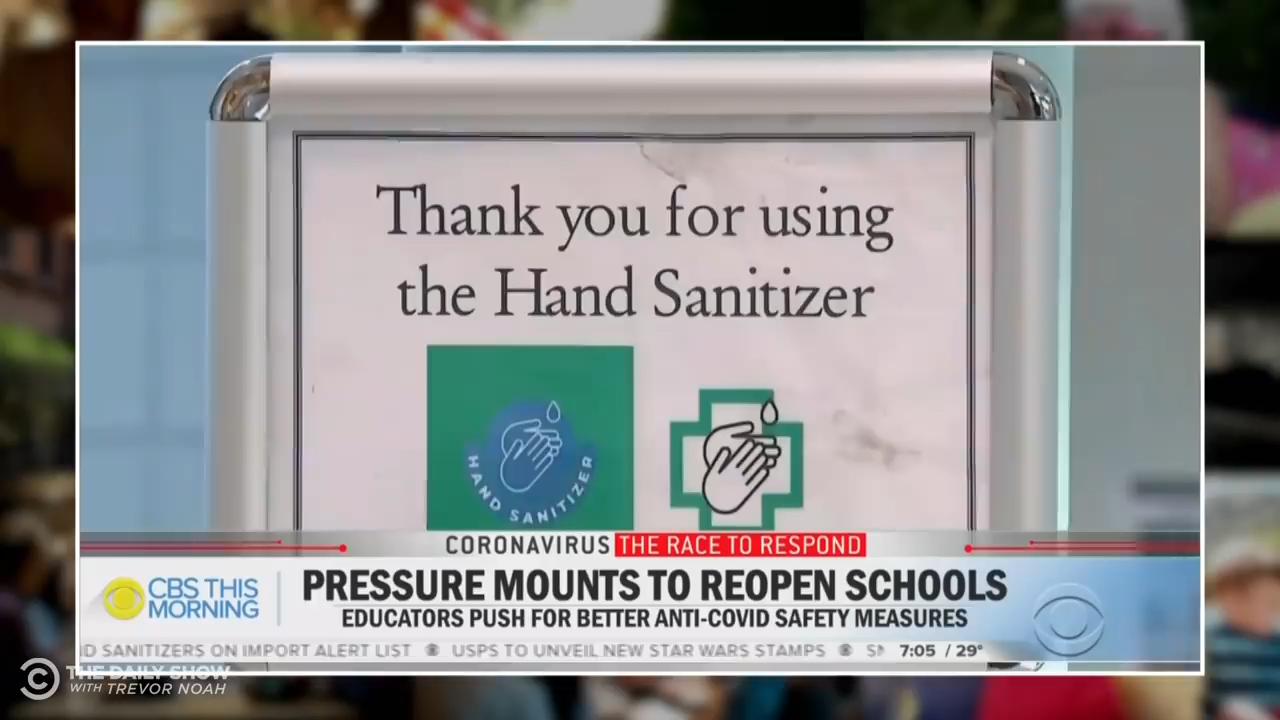 Thank you for using
the Hand Sanitizer
HAND SANITIZER
CORONAVIRUS THE RACE TO RESPOND
CBS THIS
MORNING
PRESSURE MOUNTS TO REOPEN SCHOOLS
EDUCATORS PUSH FOR BETTER ANTI-COVID SAFETY MEASURES
SANITIZERS ON IMPORT ALERT LIST USPS TO UNVEIL NEW STAR WARS STAMPS 7:05 / 29°
THE DAILY SHOW
WITH TREVOR NOAH